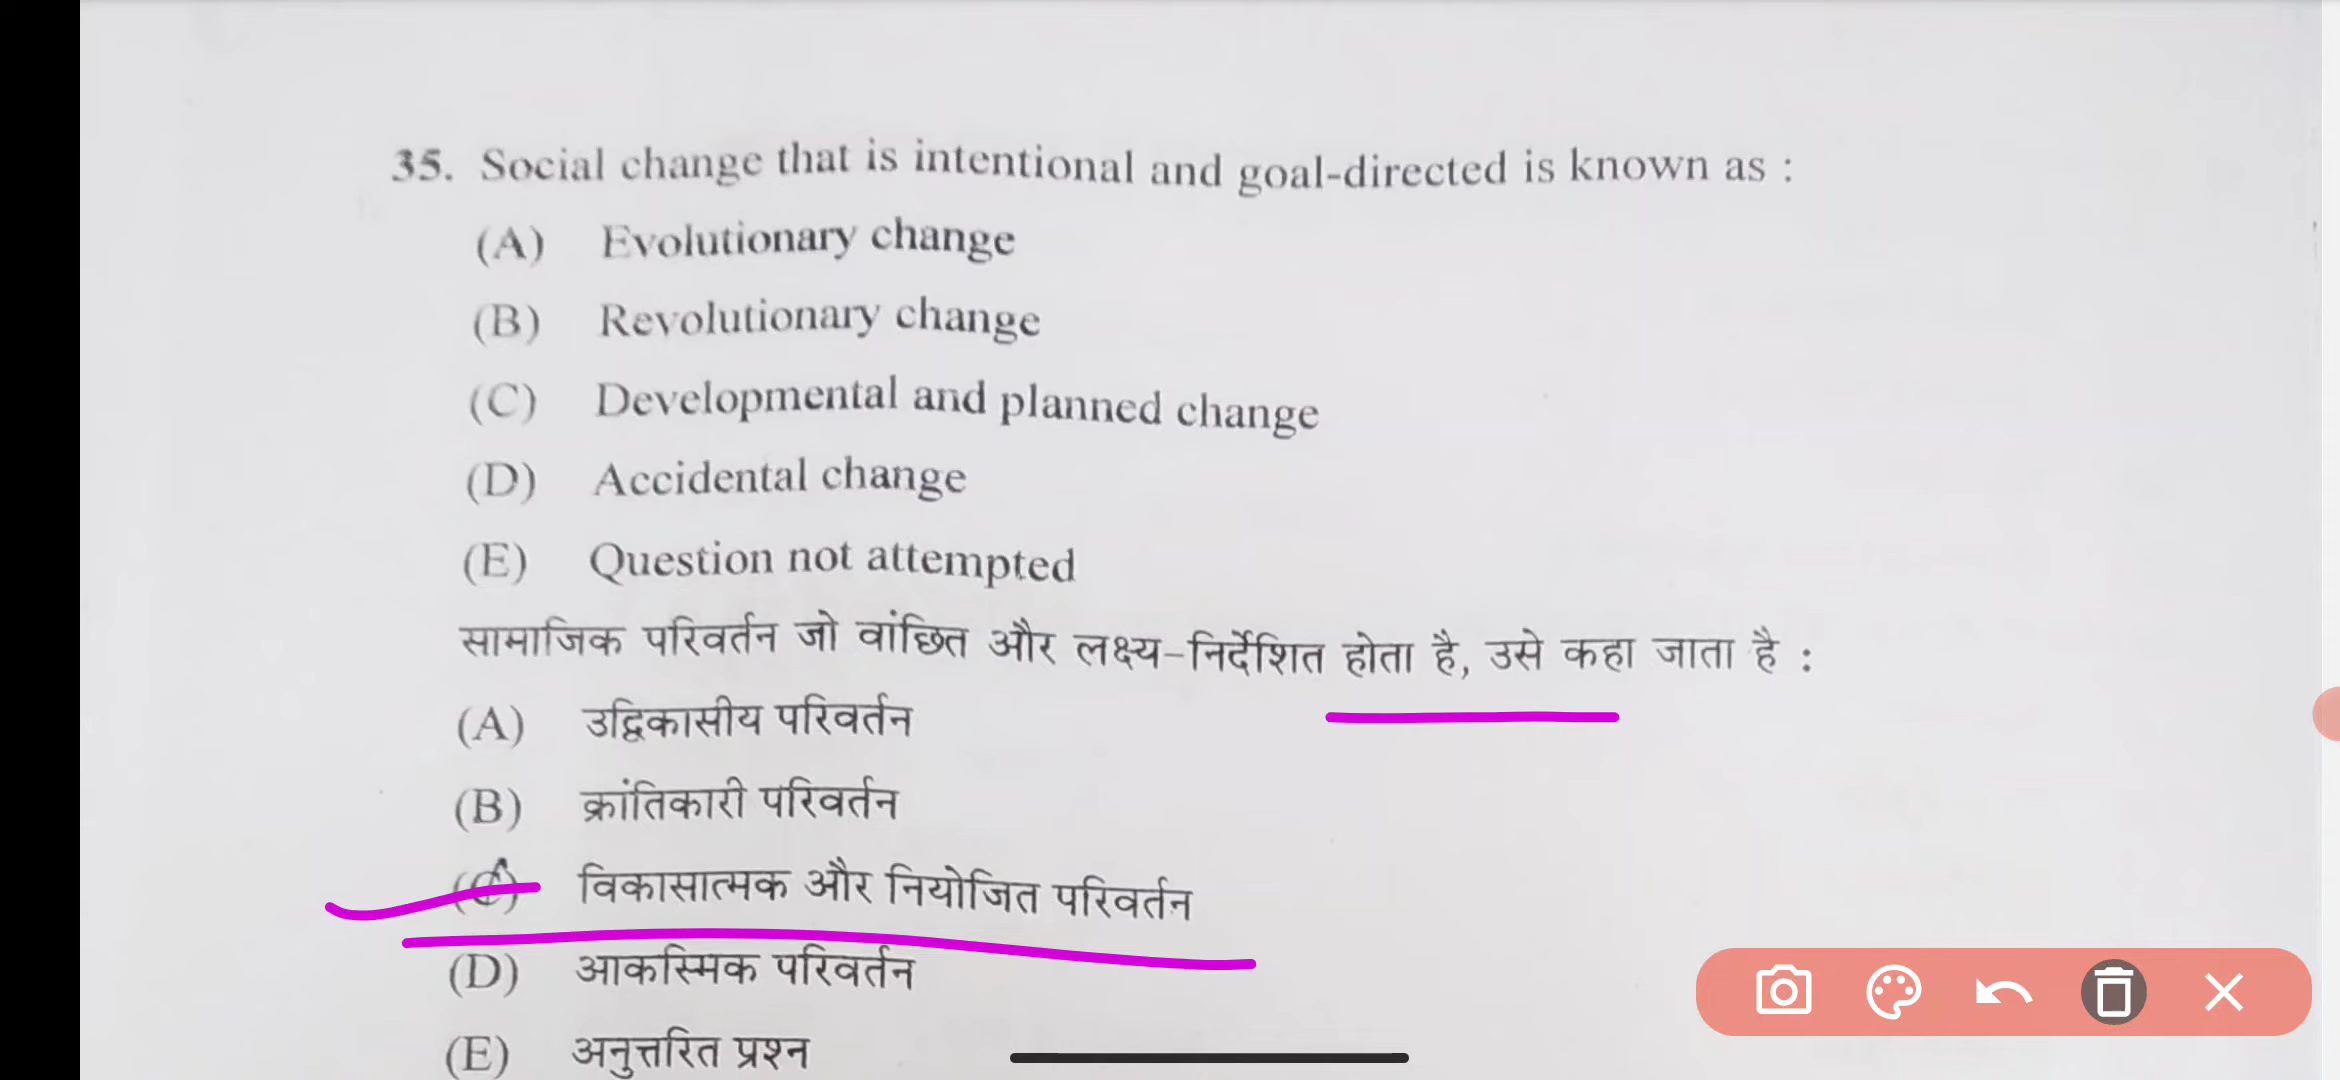 35. Social change that is intentional and goal-directed is known as :
(A) Evolutionary change
(B) Revolutionary change
(C) Developmental and planned change
(D) Accidental change
(E) Question not attempted
सामाजिक परिवर्तन जो वांछित और लक्ष्य-निर्देशित होता है, उसे कहा जाता है :
(A) उद्विकासीय परिवर्तन
(B) क्रांतिकारी परिवर्तन
(C) विकासात्मक और नियोजित परिवर्तन
(D) आकस्मिक परिवर्तन
(E) अनुत्तरित प्रश्न